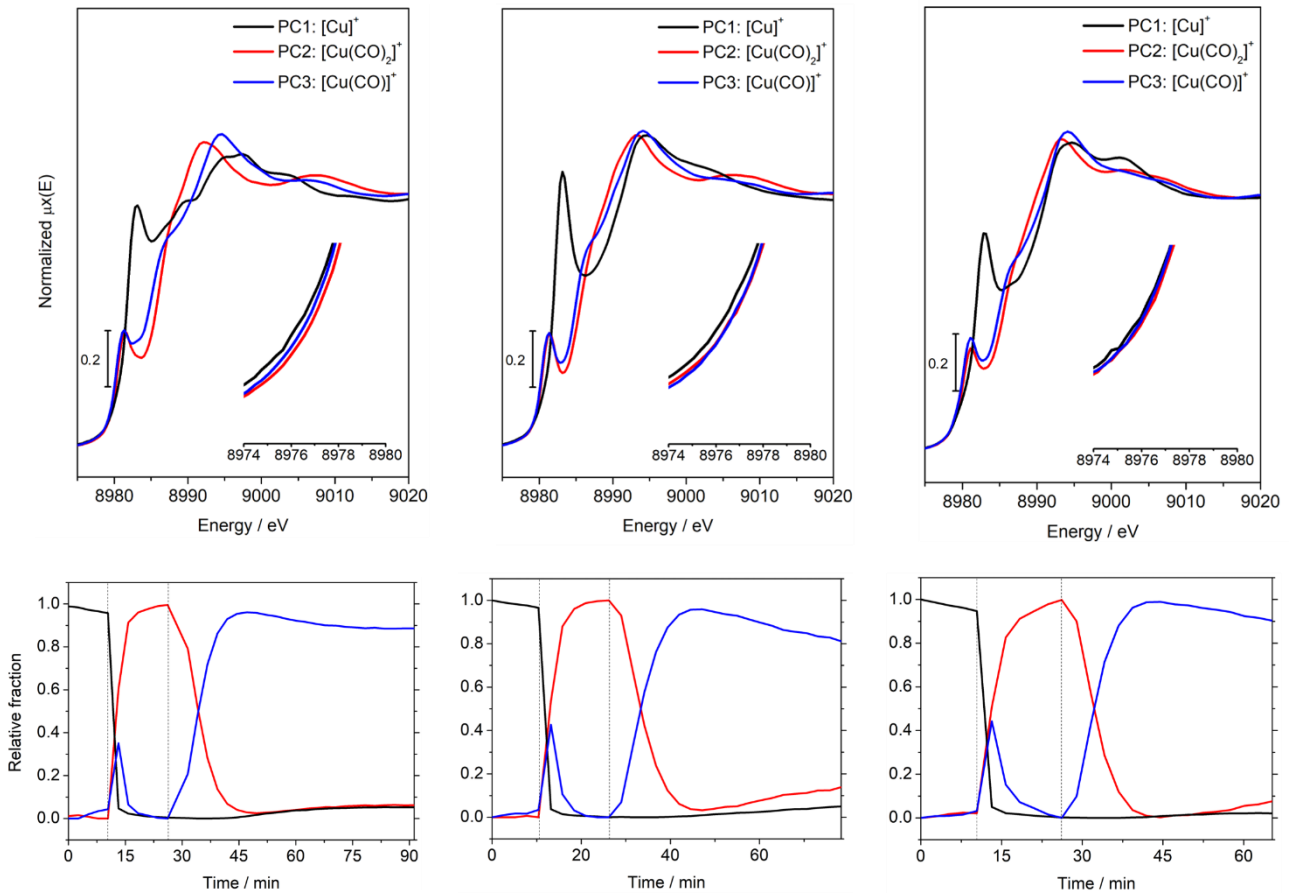 PC1: [Cu]⁺
PC2: [Cu(CO)₂]⁺
PC3: [Cu(CO)]⁺
Normalized μx(E)
0.2
8974 8976 8978 8980
8980 8990 9000 9010 9020
Energy / eV
PC1: [Cu]⁺
PC2: [Cu(CO)₂]⁺
PC3: [Cu(CO)]⁺
0.2
8974 8976 8978 8980
8980 8990 9000 9010 9020
Energy / eV
PC1: [Cu]⁺
PC2: [Cu(CO)₂]⁺
PC3: [Cu(CO)]⁺
0.2
8974 8976 8978 8980
8980 8990 9000 9010 9020
Energy / eV
Relative fraction
1.0
0.8
0.6
0.4
0.2
0.0
0 15 30 45 60 75 90
Time / min
1.0
0.8
0.6
0.4
0.2
0.0
0 20 40 60
Time / min
1.0
0.8
0.6
0.4
0.2
0.0
0 15 30 45 60
Time / min